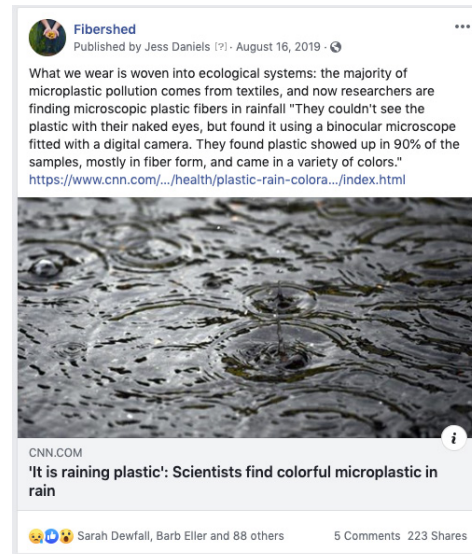 Fibershed
Published by Jess Daniels [?] · August 16, 2019 ·
What we wear is woven into ecological systems: the majority of
microplastic pollution comes from textiles, and now researchers are
finding microscopic plastic fibers in rainfall "They couldn't see the
plastic with their naked eyes, but found it using a binocular microscope
fitted with a digital camera. They found plastic showed up in 90% of the
samples, mostly in fiber form, and came in a variety of colors."
https://www.cnn.com/.../health/plastic-rain-colora.../index.html
i
CNN.COM
'It is raining plastic': Scientists find colorful microplastic in
rain
Sarah Dewfall, Barb Eller and 88 others 5 Comments 223 Shares